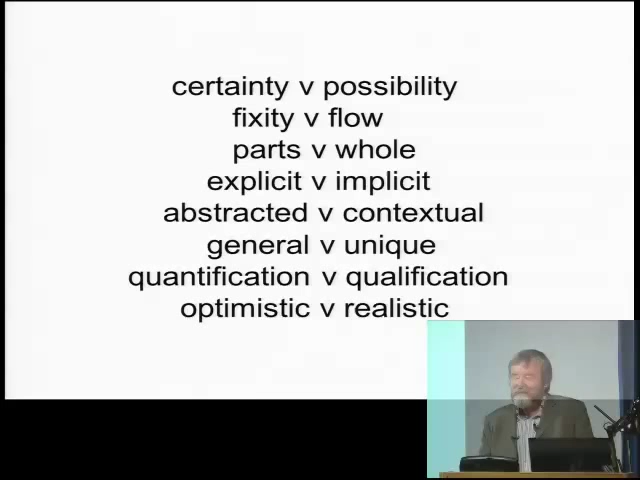 certainty v possibility
fixity v flow
parts v whole
explicit v implicit
abstracted v contextual
general v unique
quantification v qualification
optimistic v realistic